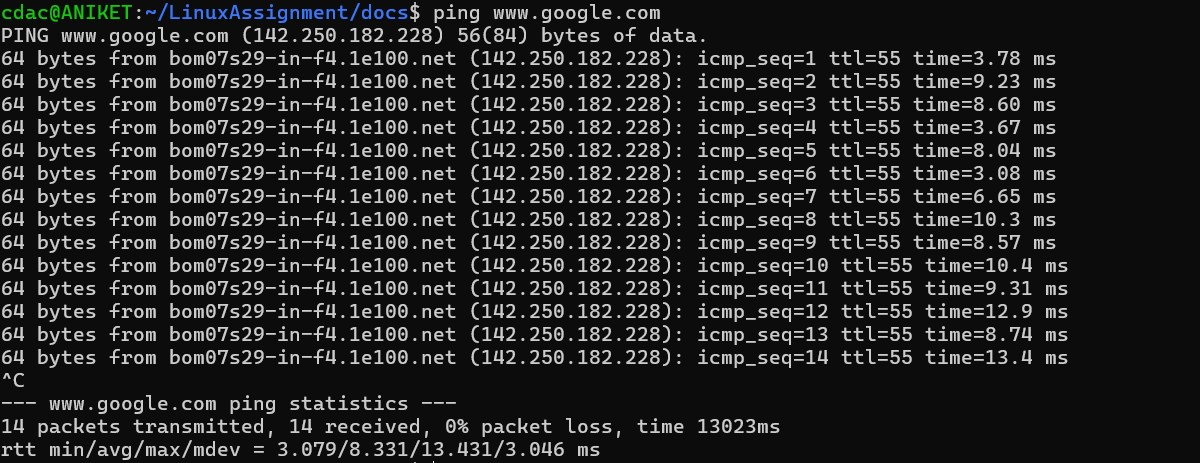 cdac@ANIKET:~/LinuxAssignment/docs$ ping www.google.com
PING www.google.com (142.250.182.228) 56(84) bytes of data.
64 bytes from bom07s29-in-f4.1e100.net (142.250.182.228): icmp_seq=1 ttl=55 time=3.78 ms
64 bytes from bom07s29-in-f4.1e100.net (142.250.182.228): icmp_seq=2 ttl=55 time=9.23 ms
64 bytes from bom07s29-in-f4.1e100.net (142.250.182.228): icmp_seq=3 ttl=55 time=8.60 ms
64 bytes from bom07s29-in-f4.1e100.net (142.250.182.228): icmp_seq=4 ttl=55 time=3.67 ms
64 bytes from bom07s29-in-f4.1e100.net (142.250.182.228): icmp_seq=5 ttl=55 time=8.04 ms
64 bytes from bom07s29-in-f4.1e100.net (142.250.182.228): icmp_seq=6 ttl=55 time=3.08 ms
64 bytes from bom07s29-in-f4.1e100.net (142.250.182.228): icmp_seq=7 ttl=55 time=6.65 ms
64 bytes from bom07s29-in-f4.1e100.net (142.250.182.228): icmp_seq=8 ttl=55 time=10.3 ms
64 bytes from bom07s29-in-f4.1e100.net (142.250.182.228): icmp_seq=9 ttl=55 time=8.57 ms
64 bytes from bom07s29-in-f4.1e100.net (142.250.182.228): icmp_seq=10 ttl=55 time=10.4 ms
64 bytes from bom07s29-in-f4.1e100.net (142.250.182.228): icmp_seq=11 ttl=55 time=9.31 ms
64 bytes from bom07s29-in-f4.1e100.net (142.250.182.228): icmp_seq=12 ttl=55 time=12.9 ms
64 bytes from bom07s29-in-f4.1e100.net (142.250.182.228): icmp_seq=13 ttl=55 time=8.74 ms
64 bytes from bom07s29-in-f4.1e100.net (142.250.182.228): icmp_seq=14 ttl=55 time=13.4 ms
^C
--- www.google.com ping statistics ---
14 packets transmitted, 14 received, 0% packet loss, time 13023ms
rtt min/avg/max/mdev = 3.079/8.331/13.431/3.046 ms